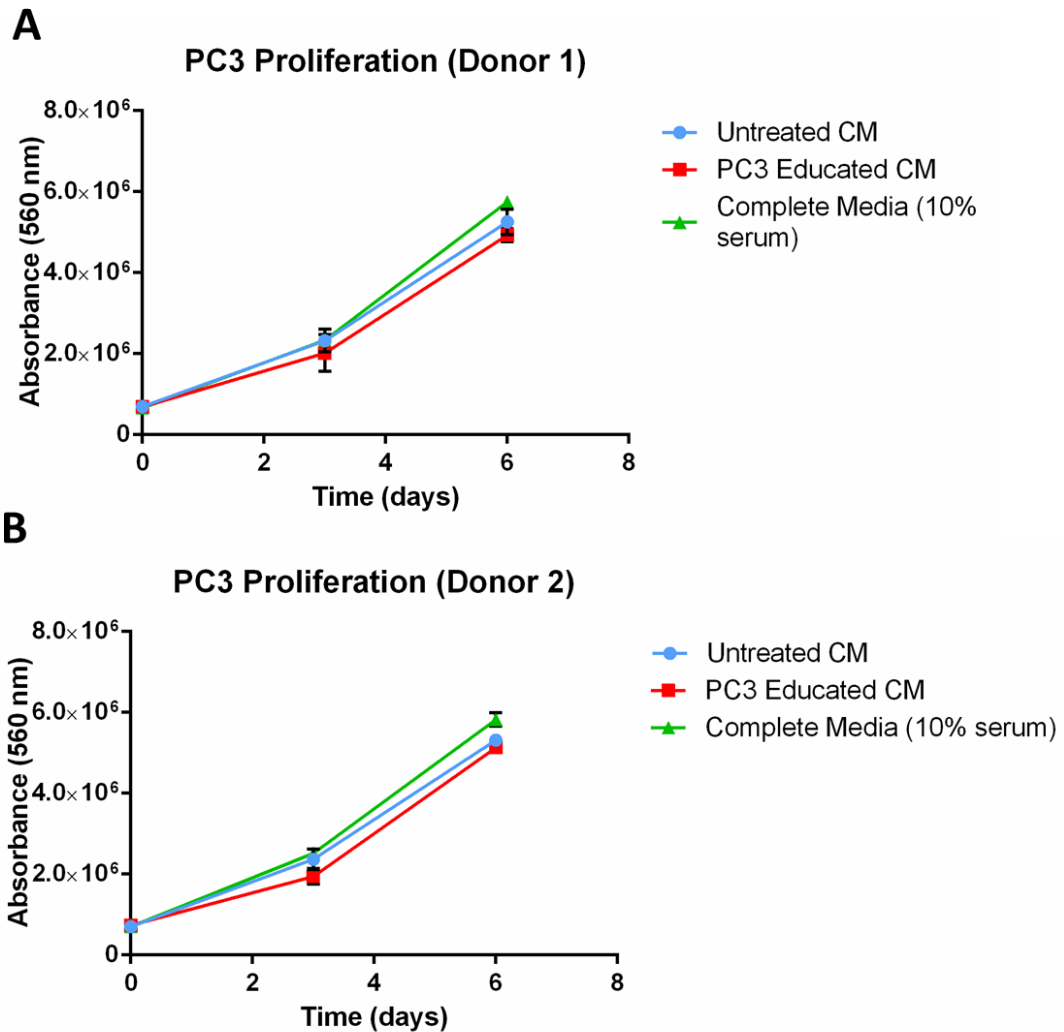 A
PC3 Proliferation (Donor 1)
8.0×10⁶
6.0×10⁶
4.0×10⁶
2.0×10⁶
0
Absorbance (560 nm)
0 2 4 6 8
Time (days)
Untreated CM
PC3 Educated CM
Complete Media (10%
serum)
B
PC3 Proliferation (Donor 2)
8.0×10⁶
6.0×10⁶
4.0×10⁶
2.0×10⁶
0
Absorbance (560 nm)
0 2 4 6 8
Time (days)
Untreated CM
PC3 Educated CM
Complete Media (10% serum)